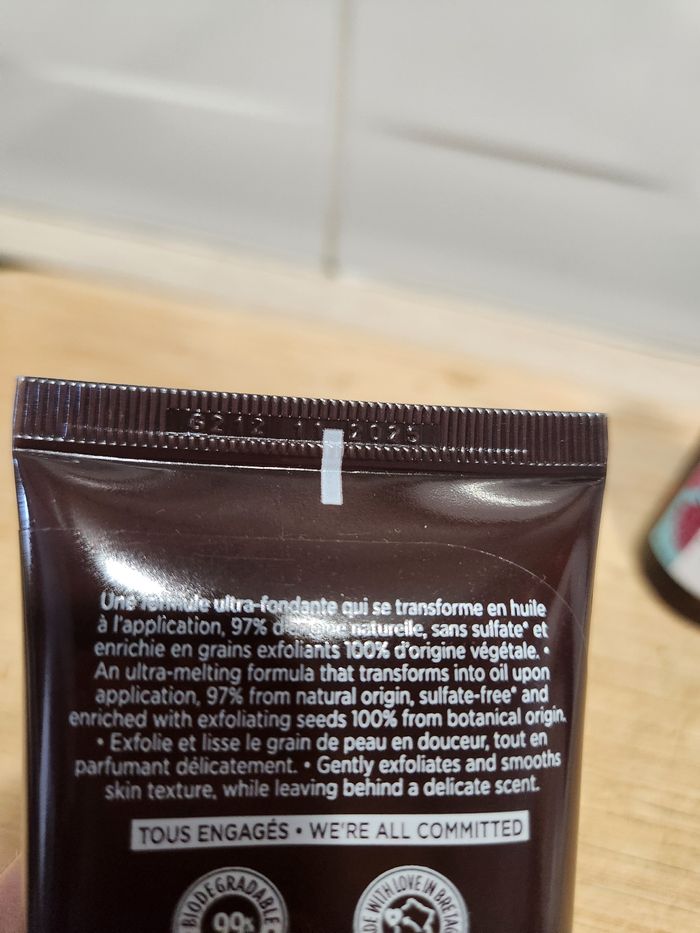 Une formule ultra-fondante qui se transforme en huile
à l'application, 97% naturelle, sans sulfate* et
enrichie en grains exfoliants 100% d'origine végétale. •
An ultra-melting formula that transforms into oil upon
application, 97% from natural origin, sulfate-free* and
enriched with exfoliating seeds 100% from botanical origin.
• Exfolie et lisse le grain de peau en douceur, tout en
parfumant délicatement. • Gently exfoliates and smooths
skin texture, while leaving behind a delicate scent.
TOUS ENGAGÉS • WE'RE ALL COMMITTED
BIODEGRADABLE
99%
WITH LOVE IN